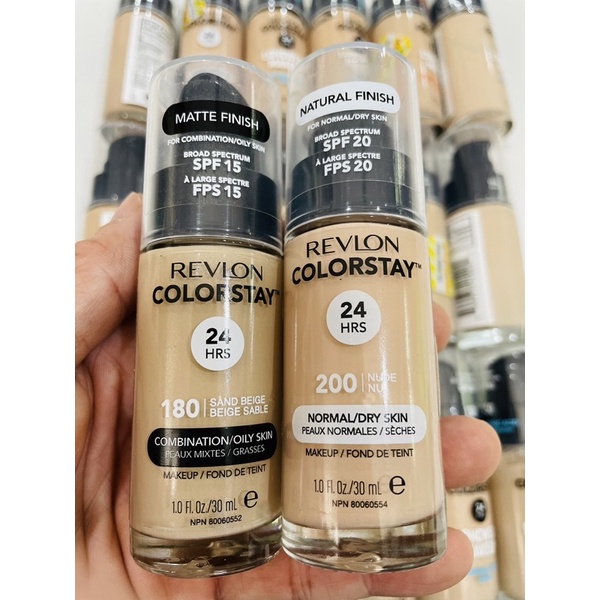 MATTE FINISH
FOR COMBINATION/OILY SKIN
BROAD SPECTRUM
SPF 15
À LARGE SPECTRE
FPS 15
REVLON
COLORSTAY™
24
HRS
180 | SAND BEIGE
BEIGE SABLE
COMBINATION/OILY SKIN
PEAUX MIXTES / GRASSES
MAKEUP / FOND DE TEINT
1.0 Fl. Oz./30 mL e
NPN 80060552
NATURAL FINISH
FOR NORMAL/DRY SKIN
BROAD SPECTRUM
SPF 20
À LARGE SPECTRE
FPS 20
REVLON
COLORSTAY™
24
HRS
200 | NUDE
NU
NORMAL/DRY SKIN
PEAUX NORMALES / SÈCHES
MAKEUP / FOND DE TEINT
1.0 Fl. Oz./30 mL e
NPN 80060554